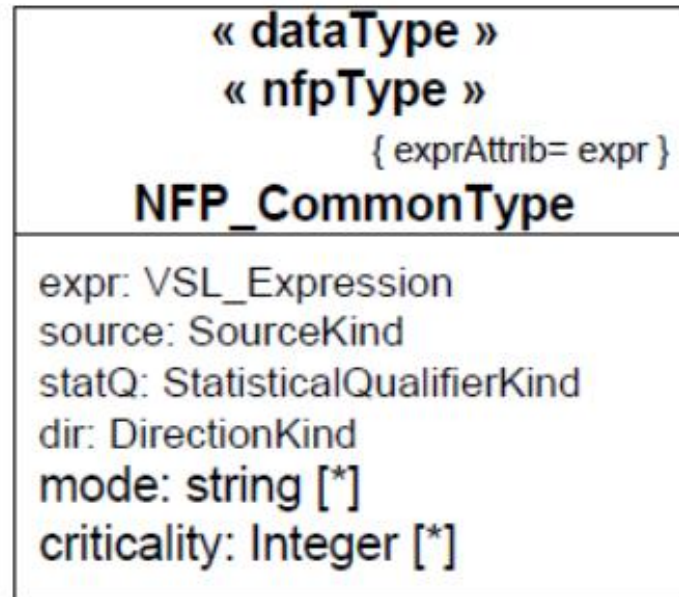 « dataType »
« nfpType »
{ exprAttrib= expr }
NFP_CommonType
expr: VSL_Expression
source: SourceKind
statQ: StatisticalQualifierKind
dir: DirectionKind
mode: string [*]
criticality: Integer [*]